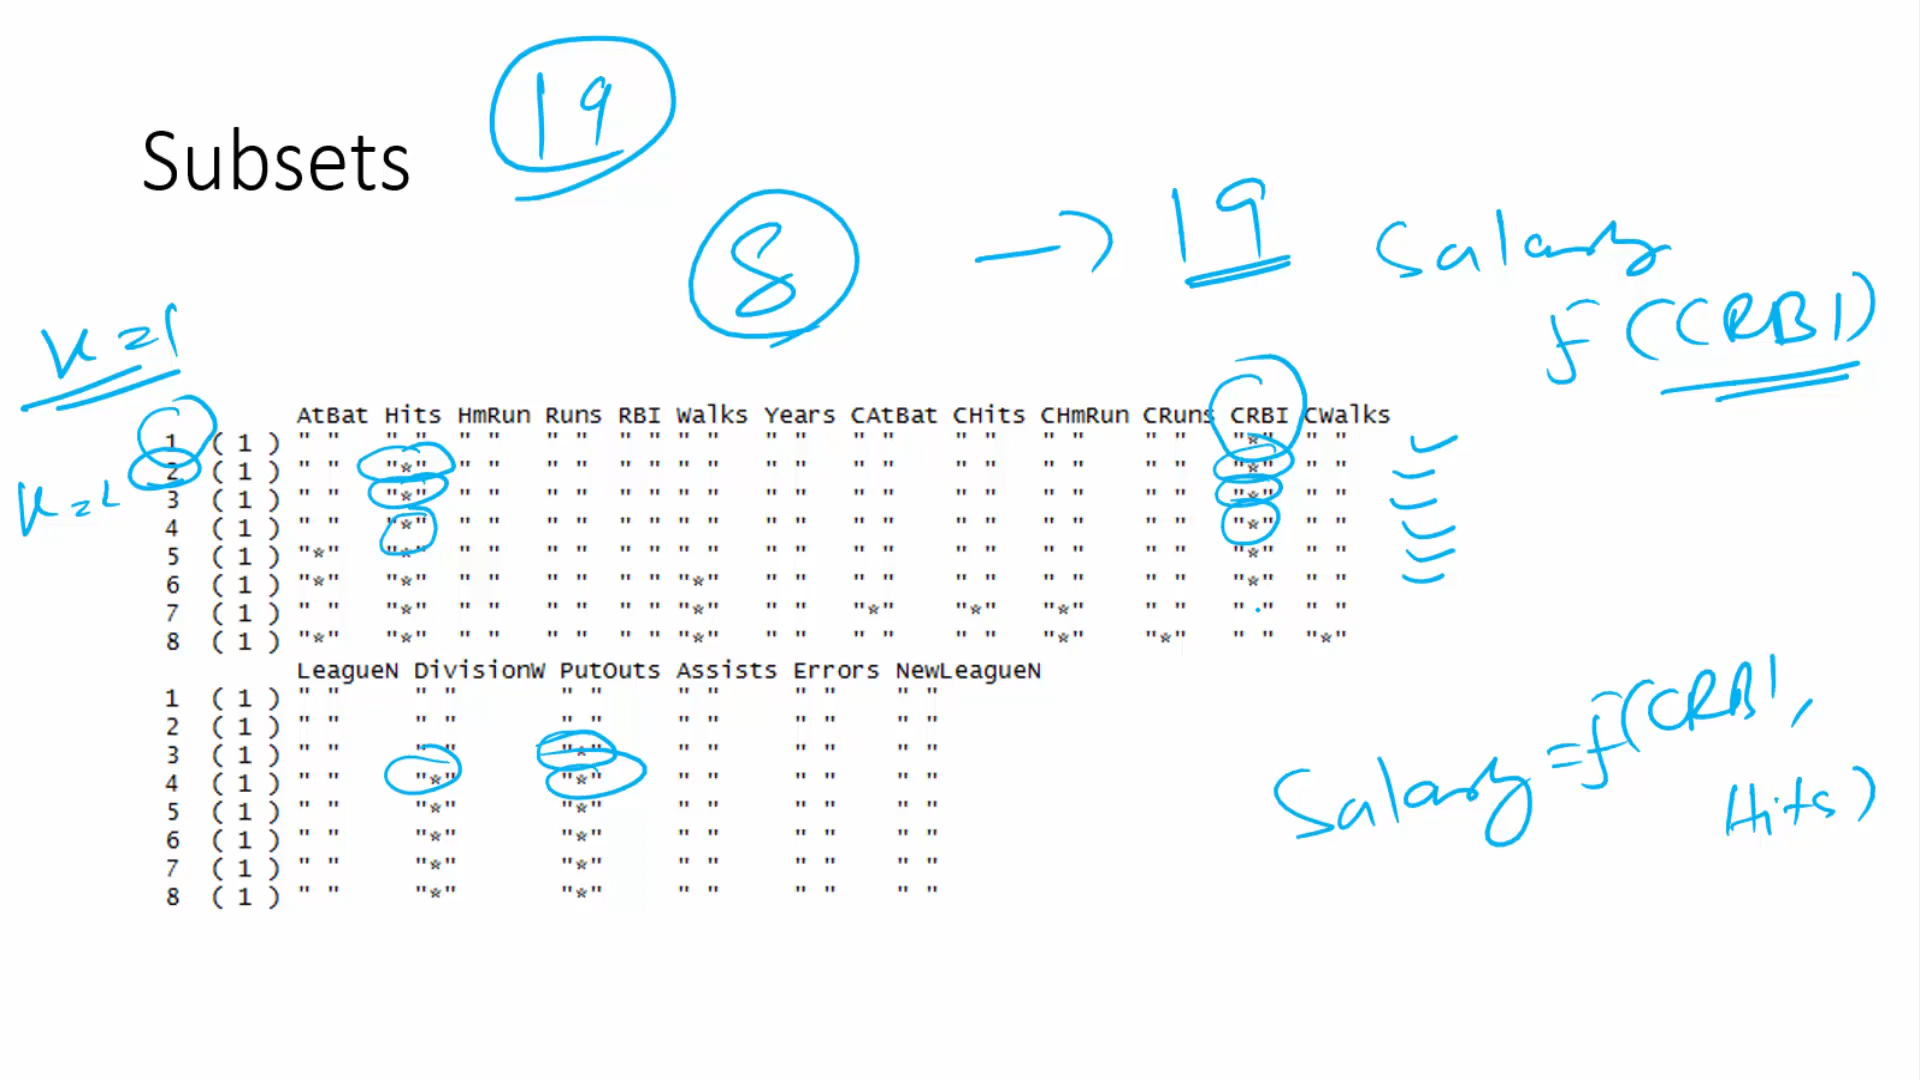 19
Subsets
8 → 19 Salary
f(CRBI)
K=1
AtBat Hits HmRun Runs RBI Walks Years CAtBat CHits CHmRun CRuns CRBI CWalks
1 ( 1 ) " " " " " " " " " " " " " " " " " " " " " " "*" " "
2 ( 1 ) " " "*" " " " " " " " " " " " " " " " " " " "*" " "
K=2
3 ( 1 ) " " "*" " " " " " " " " " " " " " " " " " " "*" " "
4 ( 1 ) " " "*" " " " " " " " " " " " " " " " " " " "*" " "
5 ( 1 ) "*" "*" " " " " " " " " " " " " " " " " " " "*" " "
6 ( 1 ) "*" "*" " " " " " " "*" " " " " " " " " " " "*" " "
7 ( 1 ) " " "*" " " " " " " "*" " " "*" "*" "*" " " " " " "
8 ( 1 ) "*" "*" " " " " " " "*" " " " " " " "*" "*" " " "*"
LeagueN DivisionW PutOuts Assists Errors NewLeagueN
1 ( 1 ) " " " " " " " " " " " "
2 ( 1 ) " " " " " " " " " " " "
3 ( 1 ) " " " " "*" " " " " " "
4 ( 1 ) " " "*" "*" " " " " " "
5 ( 1 ) " " "*" "*" " " " " " "
6 ( 1 ) " " "*" "*" " " " " " "
7 ( 1 ) " " "*" "*" " " " " " "
8 ( 1 ) " " "*" "*" " " " " " "
Salary = f(CRBI,
Hits)